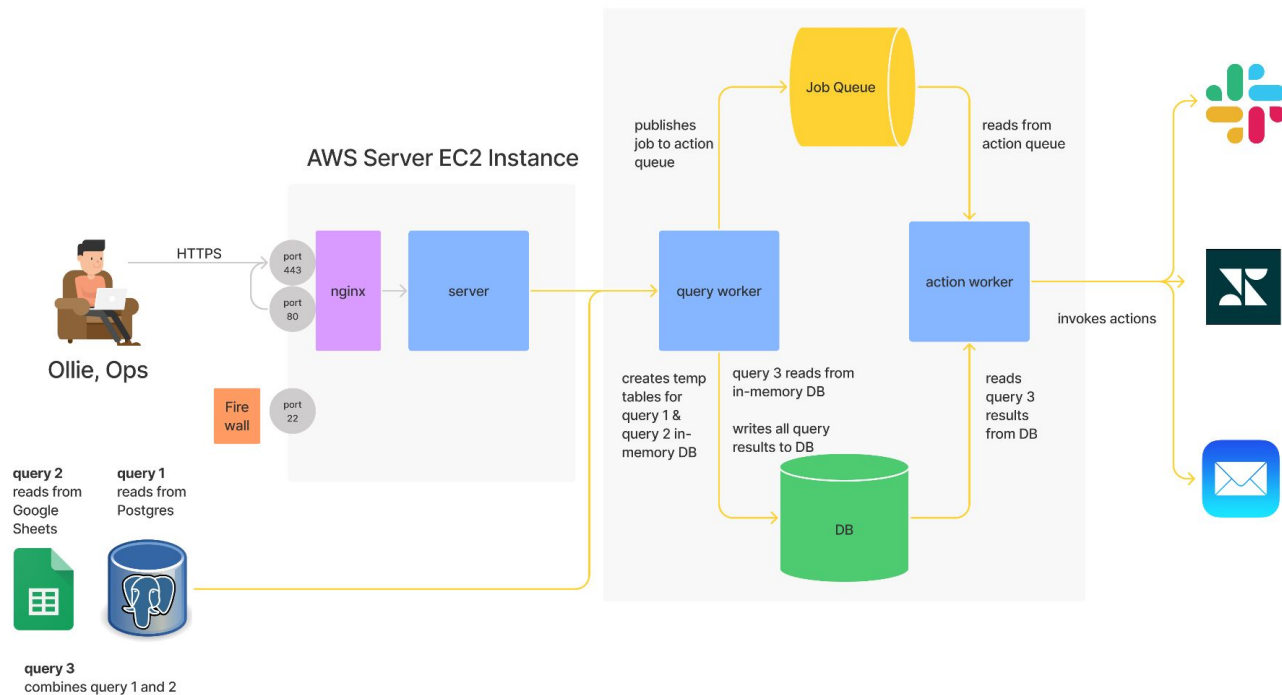 AWS Server EC2 Instance
HTTPS
port
443
port
80
nginx
server
Ollie, Ops
Fire
wall
port
22
query 2
reads from
Google
Sheets
query 1
reads from
Postgres
query 3
combines query 1 and 2
Job Queue
publishes
job to action
queue
reads from
action queue
query worker
action worker
invokes actions
creates temp
tables for
query 1 &
query 2 in-
memory DB
query 3 reads from
in-memory DB
writes all query
results to DB
reads
query 3
results
from DB
DB